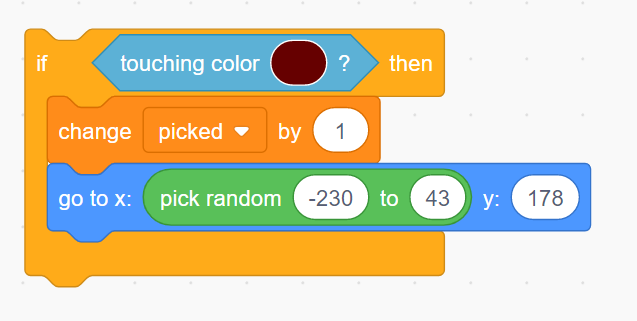 if touching color ? then
change picked by 1
go to x: pick random -230 to 43 y: 178